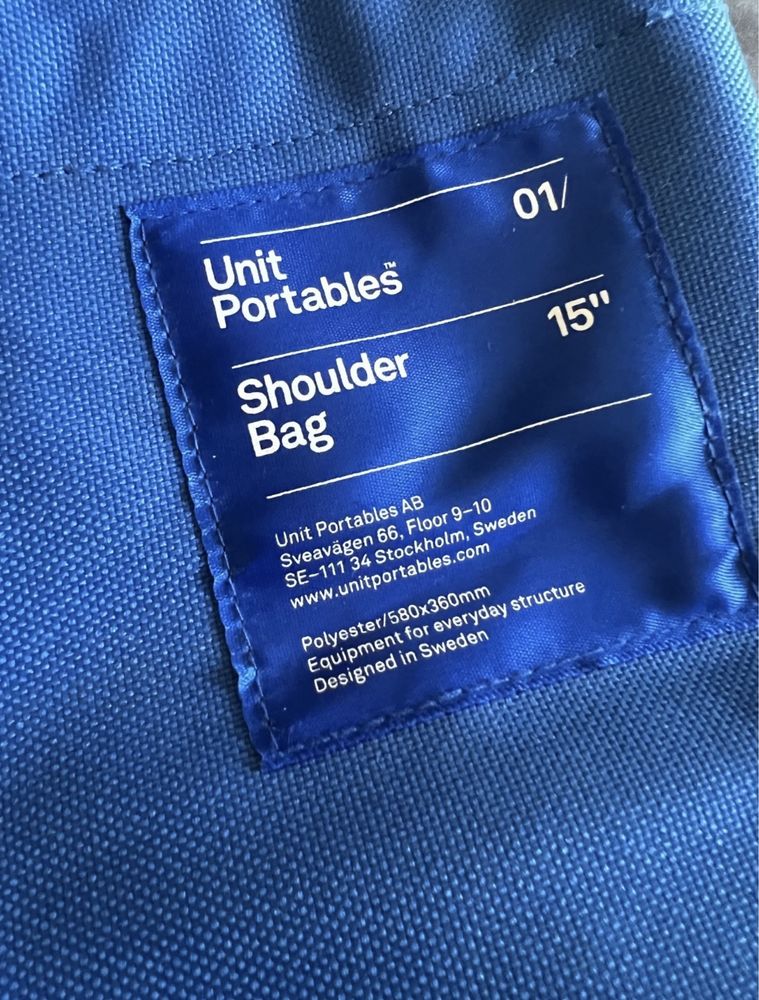 01/
Unit
Portables™
15"
Shoulder
Bag
Unit Portables AB
Sveavägen 66, Floor 9–10
SE–111 34 Stockholm, Sweden
www.unitportables.com
Polyester/580x360mm
Equipment for everyday structure
Designed in Sweden